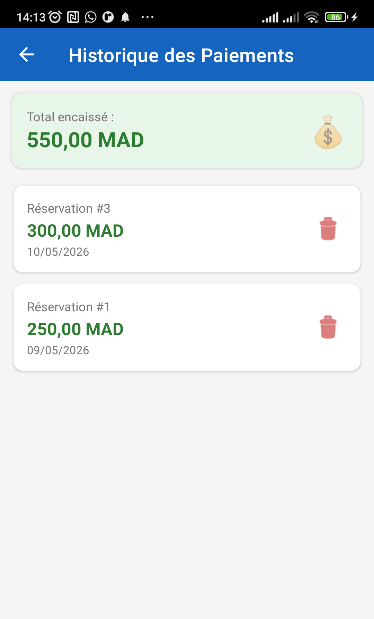 14:13
86
Historique des Paiements
Total encaissé :
550,00 MAD
Réservation #3
300,00 MAD
10/05/2026
Réservation #1
250,00 MAD
09/05/2026